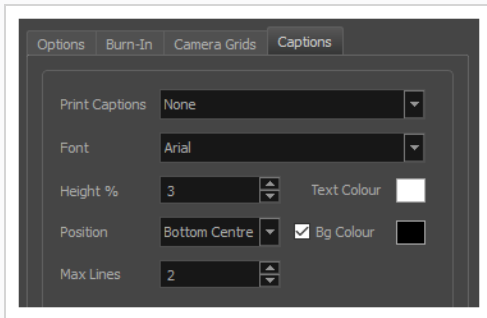 Options Burn-In Camera Grids Captions
Print Captions None
Font Arial
Height % 3 Text Colour
Position Bottom Centre Bg Colour
Max Lines 2